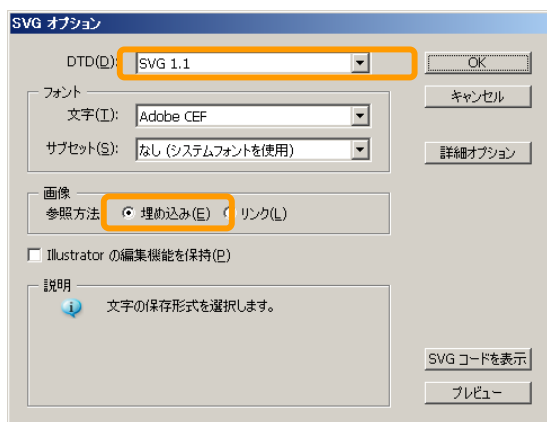 SVG オプション
DTD(D): SVG 1.1
OK
フォント
キャンセル
文字(T): Adobe CEF
サブセット(S): なし (システムフォントを使用)
詳細オプション
画像
参照方法 埋め込み(E) リンク(L)
Illustrator の編集機能を保持(P)
説明
文字の保存形式を選択します。
SVG コードを表示
プレビュー